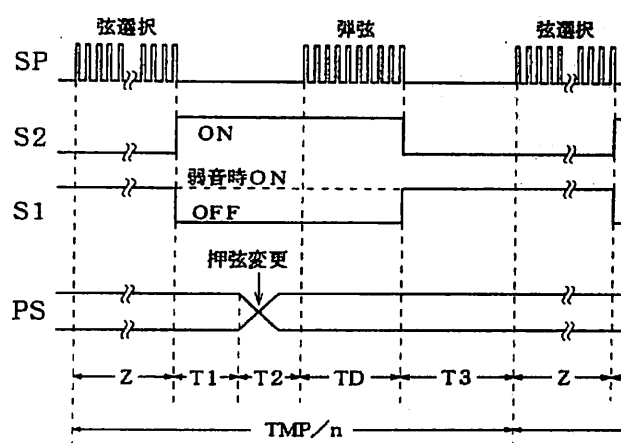 弦選択 弾弦 弦選択
SP
S2 ON
弱音時ON
S1 OFF
押弦変更
PS
Z T1 T2 TD T3 Z
TMP/n